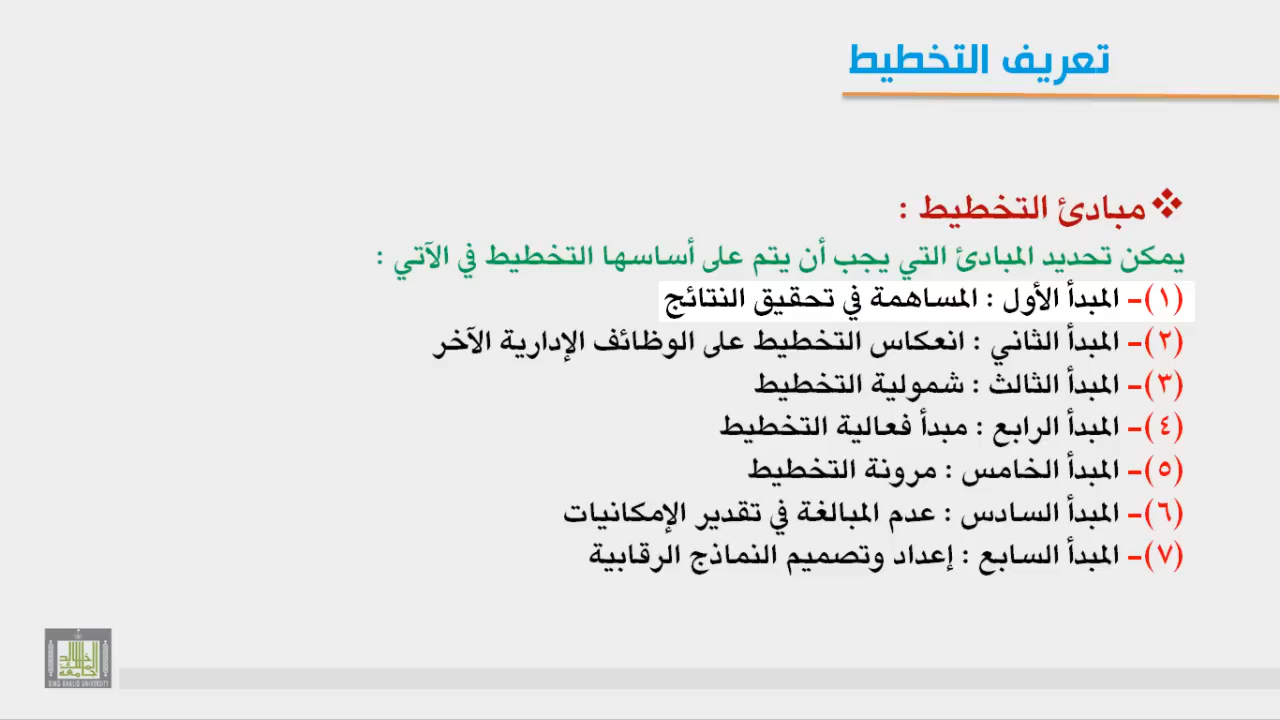 تعريف التخطيط
❖ مبادئ التخطيط :
يمكن تحديد المبادئ التي يجب أن يتم على أساسها التخطيط في الآتي :
(١)- المبدأ الأول : المساهمة في تحقيق النتائج
(٢)- المبدأ الثاني : انعكاس التخطيط على الوظائف الإدارية الآخر
(٣)- المبدأ الثالث : شمولية التخطيط
(٤)- المبدأ الرابع : مبدأ فعالية التخطيط
(٥)- المبدأ الخامس : مرونة التخطيط
(٦)- المبدأ السادس : عدم المبالغة في تقدير الإمكانيات
(٧)- المبدأ السابع : إعداد وتصميم النماذج الرقابية
KING KHALID UNIVERSITY